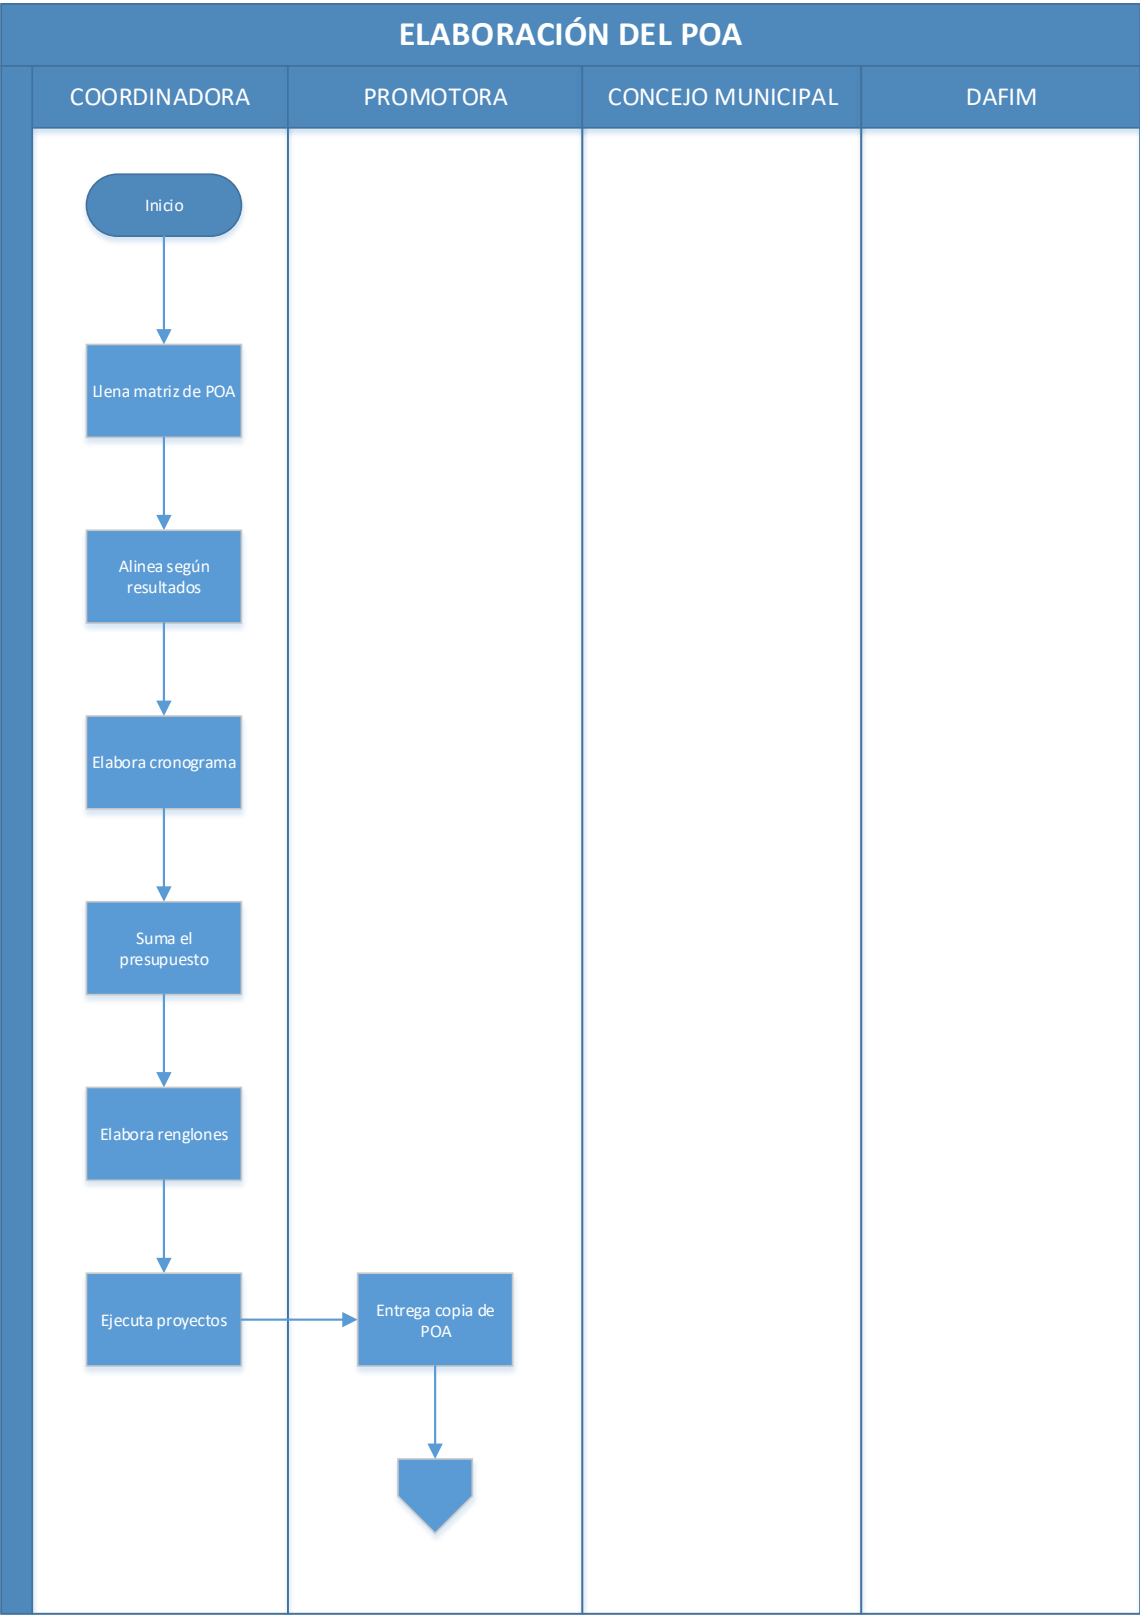 ELABORACIÓN DEL POA
COORDINADORA
PROMOTORA
CONCEJO MUNICIPAL
DAFIM
Inicio
Llena matriz de POA
Alinea según
resultados
Elabora cronograma
Suma el
presupuesto
Elabora renglones
Ejecuta proyectos
Entrega copia de
POA